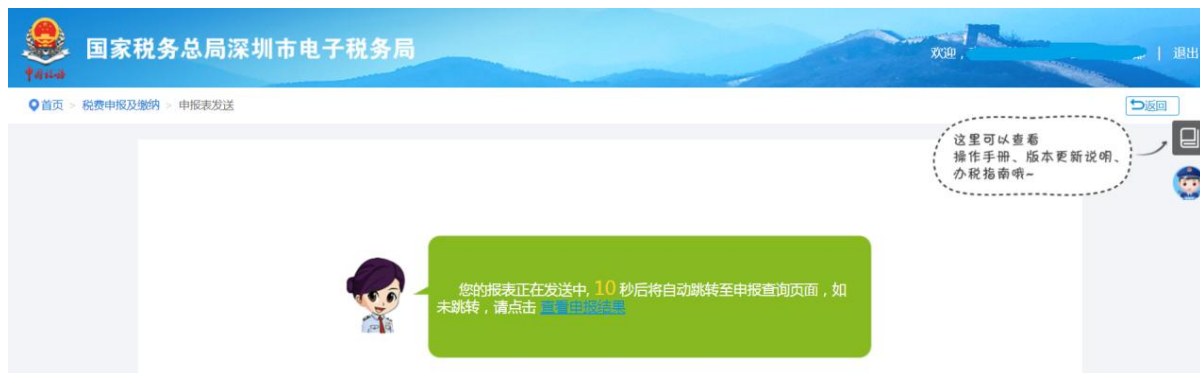 国家税务总局深圳市电子税务局
欢迎，
| 退出
首页 > 税费申报及缴纳 > 申报表发送
返回
这里可以查看
操作手册、版本更新说明、
办税指南哦~
您的报表正在发送中, 10 秒后将自动跳转至申报查询页面，如
未跳转，请点击 查看申报结果